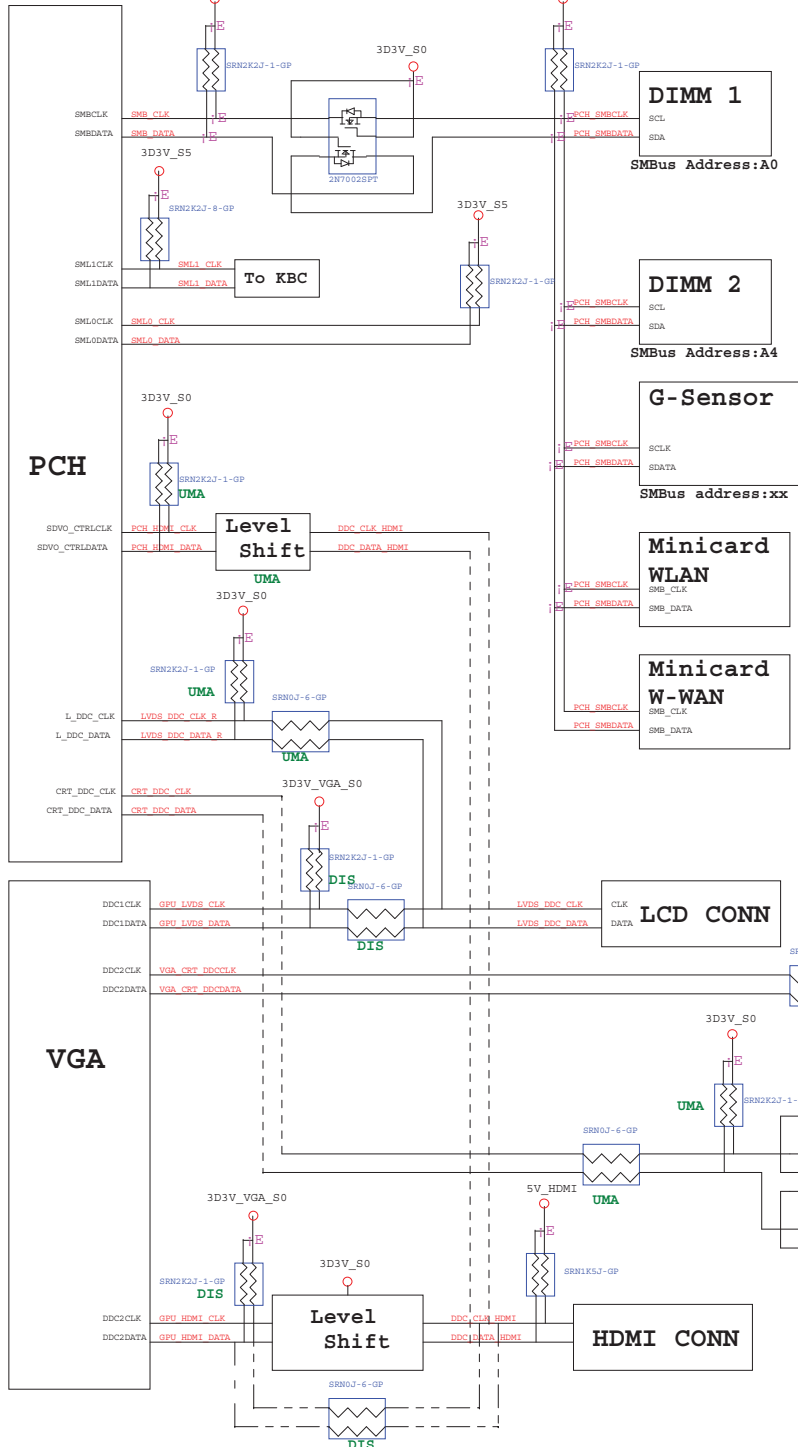 SRN2K2J-1-GP
3D3V_S0
SRN2K2J-1-GP
DIMM 1
SMBCLK
SMB_CLK
PCH_SMBCLK
SCL
SMBDATA
SMB_DATA
PCH_SMBDATA
SDA
2N7002SPT
SMBus Address:A0
3D3V_S5
SRN2K2J-8-GP
3D3V_S5
SML1CLK
SML1_CLK
To KBC
SML1DATA
SML1_DATA
SRN2K2J-1-GP
DIMM 2
PCH_SMBCLK
SCL
SML0CLK
SML0_CLK
PCH_SMBDATA
SDA
SML0DATA
SML0_DATA
SMBus Address:A4
3D3V_S0
G-Sensor
PCH
PCH_SMBCLK
SCLK
PCH_SMBDATA
SDATA
SRN2K2J-1-GP
UMA
SMBus address:xx
SDVO_CTRLCLK
PCH_HDMI_CLK
Level
Shift
DDC_CLK_HDMI
SDVO_CTRLDATA
PCH_HDMI_DATA
DDC_DATA_HDMI
UMA
Minicard
WLAN
PCH_SMBCLK
SMB_CLK
PCH_SMBDATA
SMB_DATA
3D3V_S0
SRN2K2J-1-GP
UMA
SRN0J-6-GP
Minicard
W-WAN
PCH_SMBCLK
SMB_CLK
PCH_SMBDATA
SMB_DATA
L_DDC_CLK
LVDS_DDC_CLK_R
L_DDC_DATA
LVDS_DDC_DATA_R
UMA
3D3V_VGA_S0
CRT_DDC_CLK
CRT_DDC_CLK
CRT_DDC_DATA
CRT_DDC_DATA
SRN2K2J-1-GP
DIS
SRN0J-6-GP
DDC1CLK
GPU_LVDS_CLK
LVDS_DDC_CLK
CLK
LCD CONN
DDC1DATA
GPU_LVDS_DATA
LVDS_DDC_DATA
DATA
DIS
DDC2CLK
VGA_CRT_DDCCLK
DDC2DATA
VGA_CRT_DDCDATA
VGA
3D3V_S0
UMA
SRN2K2J-1-
SRN0J-6-GP
UMA
3D3V_VGA_S0
5V_HDMI
3D3V_S0
SRN2K2J-1-GP
DIS
SRN1K5J-GP
DDC2CLK
GPU_HDMI_CLK
Level
Shift
DDC_CLK_HDMI
HDMI CONN
DDC2DATA
GPU_HDMI_DATA
DDC_DATA_HDMI
SRN0J-6-GP
DIS